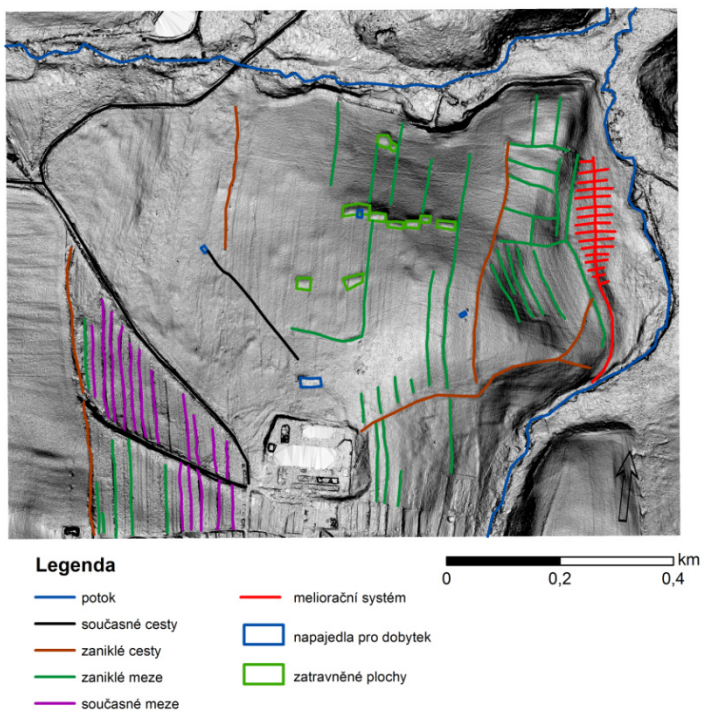 Legenda
potok
současné cesty
zaniklé cesty
zaniklé meze
současné meze
meliorační systém
napajedla pro dobytek
zatravněné plochy
km
0 0,2 0,4